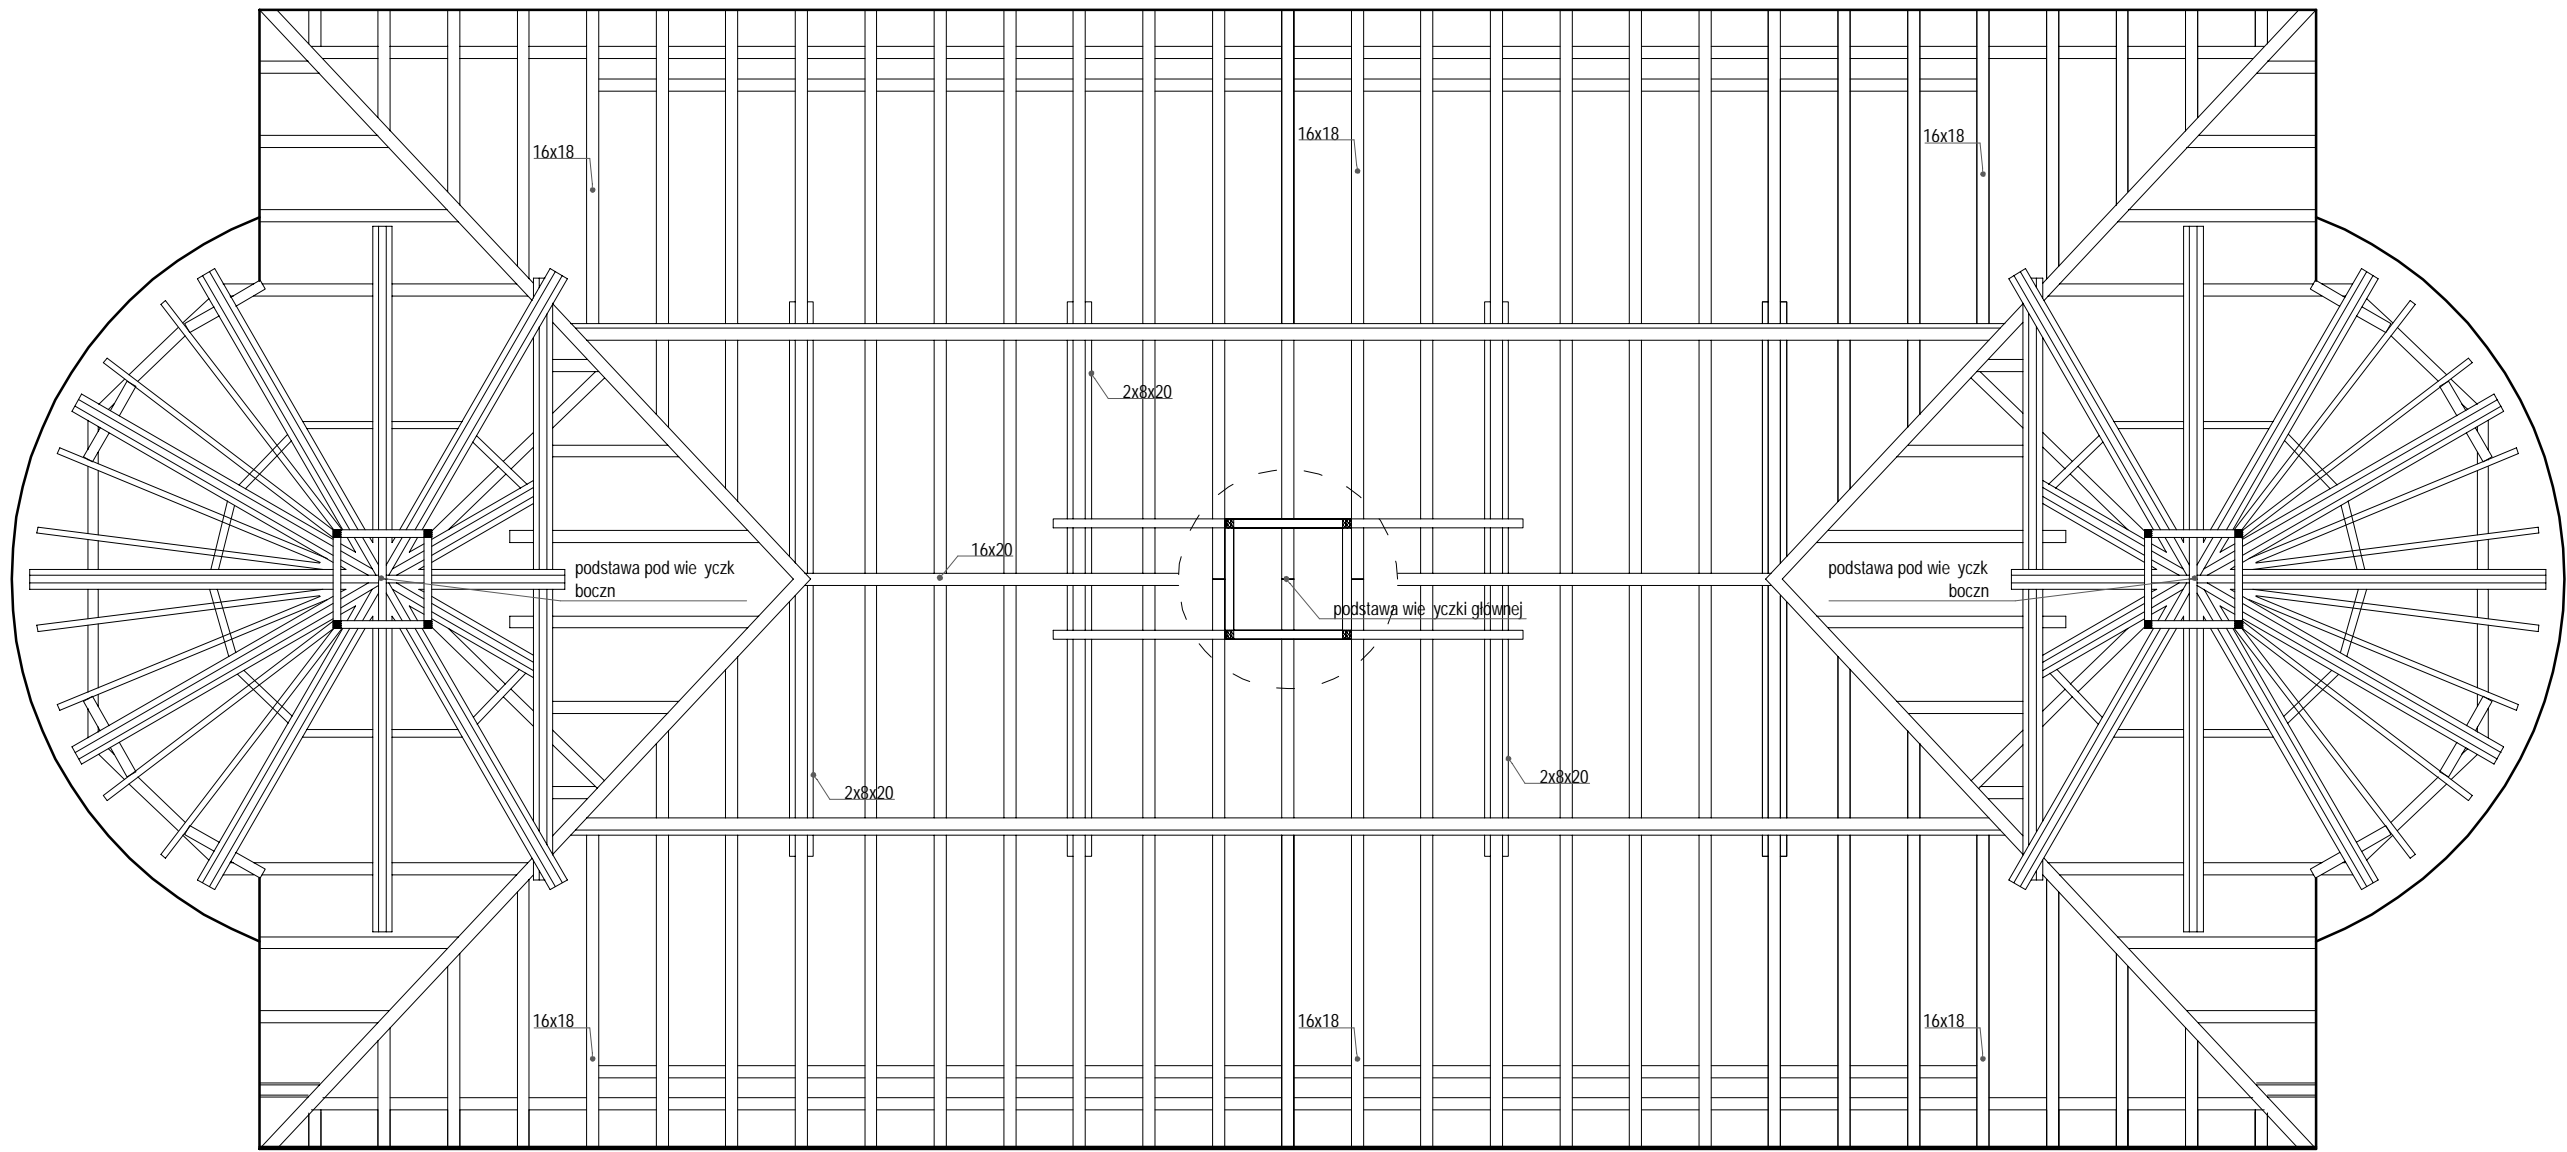 16x18
16x18
16x18
2x8x20
16x20
podstawa pod wie yczk
boczn
podstawa wie yczki głównej
podstawa pod wie yczk
boczn
2x8x20
2x8x20
16x18
16x18
16x18